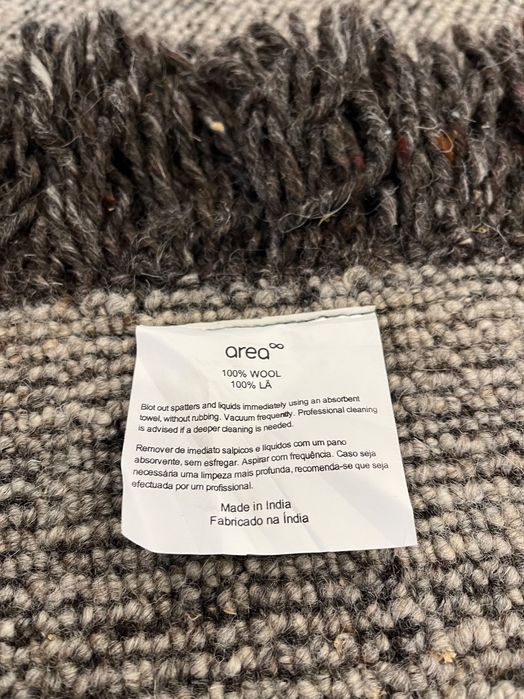 area∞
100% WOOL
100% LÃ
Blot out spatters and liquids immediately using an absorbent
towel, without rubbing. Vacuum frequently. Professional cleaning
is advised if a deeper cleaning is needed.
Remover de imediato salpicos e líquidos com um pano
absorvente, sem esfregar. Aspirar com frequência. Caso seja
necessária uma limpeza mais profunda, recomenda-se que seja
efectuada por um profissional.
Made in India
Fabricado na Índia